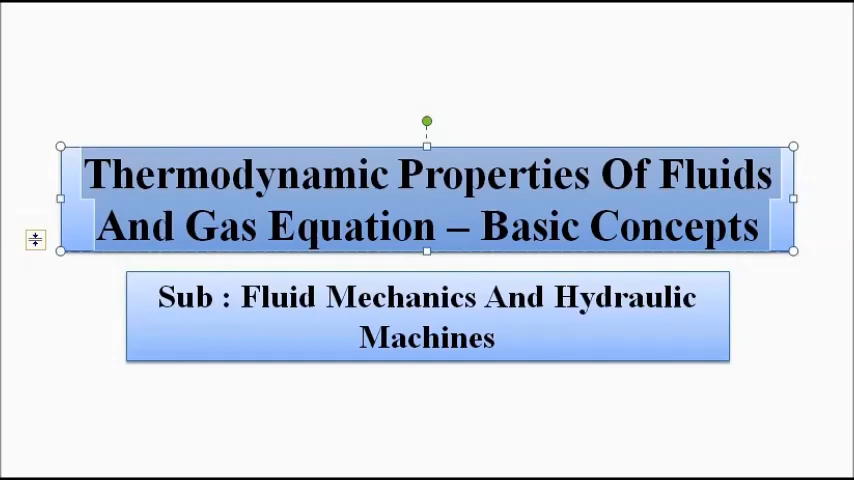 Thermodynamic Properties Of Fluids
And Gas Equation – Basic Concepts
Sub : Fluid Mechanics And Hydraulic
Machines